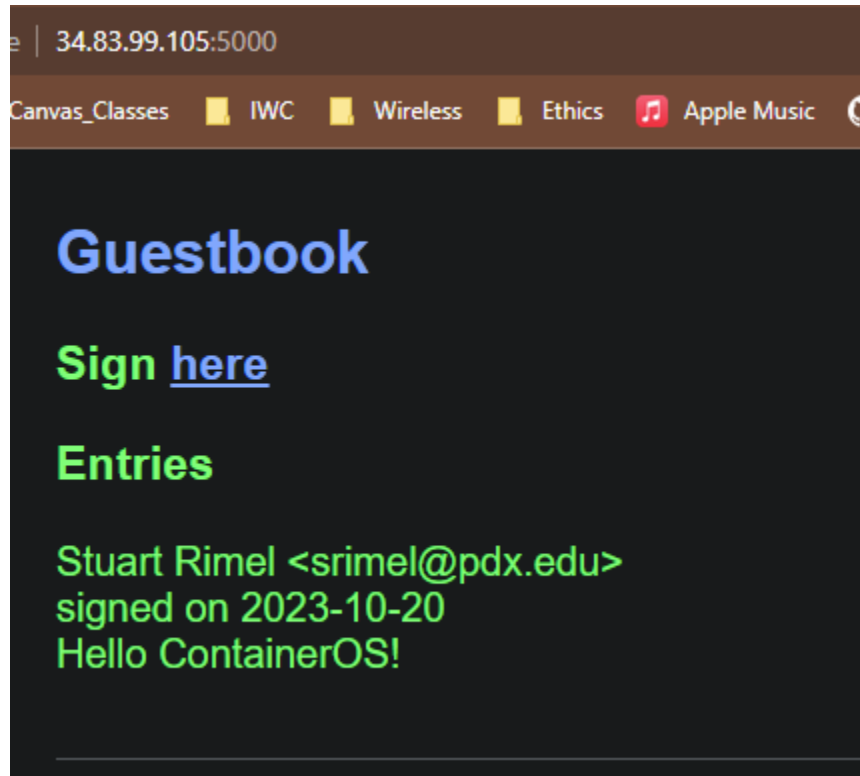 34.83.99.105:5000
Canvas_Classes IWC Wireless Ethics Apple Music
Guestbook
Sign here
Entries
Stuart Rimel <srimel@pdx.edu>
signed on 2023-10-20
Hello ContainerOS!